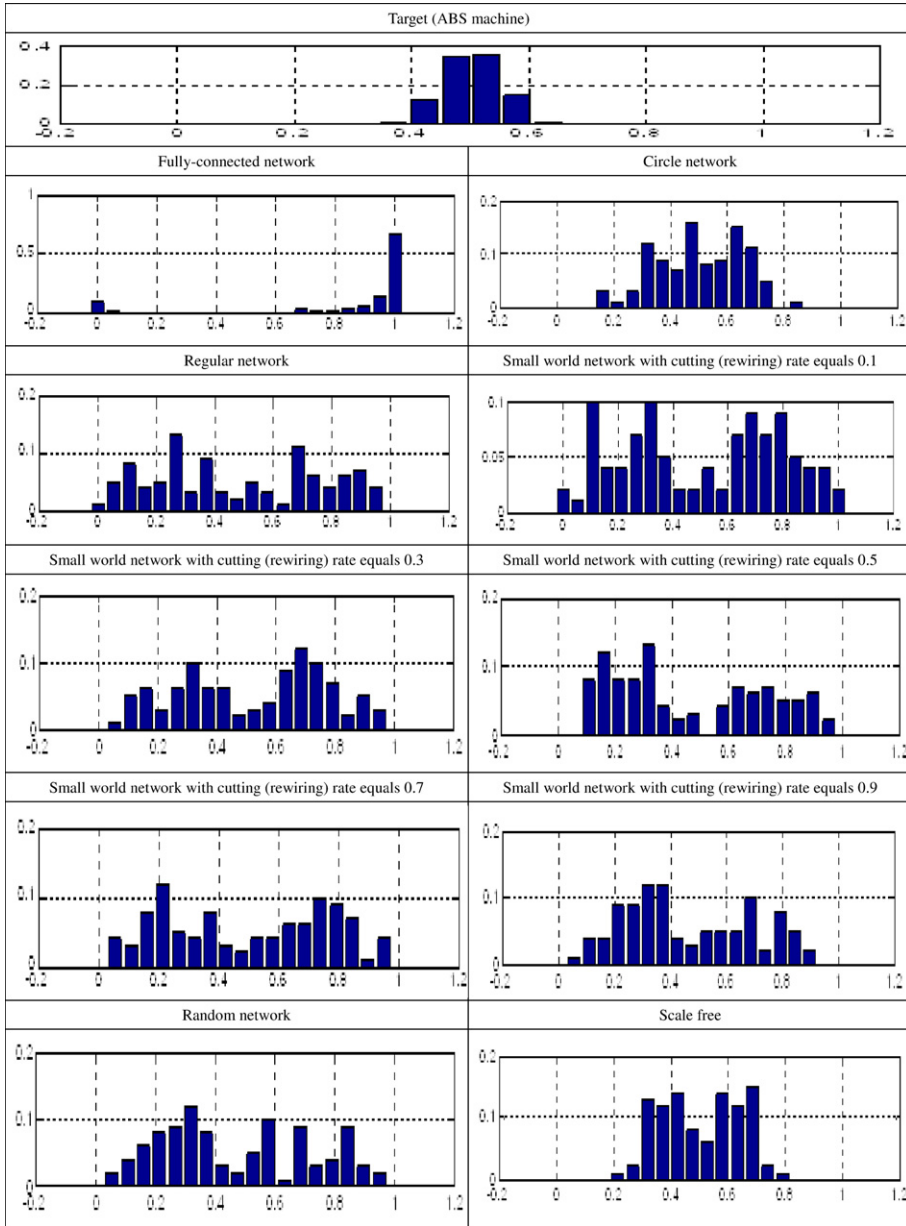 Target (ABS machine)
0.4
0.2
0
-0.2 0 0.2 0.4 0.6 0.8 1 1.2
Fully-connected network Circle network
1
0.5
0
-0.2 0 0.2 0.4 0.6 0.8 1 1.2
0.2
0.1
0
-0.2 0 0.2 0.4 0.6 0.8 1 1.2
Regular network Small world network with cutting (rewiring) rate equals 0.1
0.2
0.1
0
-0.2 0 0.2 0.4 0.6 0.8 1 1.2
0.1
0.05
0
-0.2 0 0.2 0.4 0.6 0.8 1 1.2
Small world network with cutting (rewiring) rate equals 0.3 Small world network with cutting (rewiring) rate equals 0.5
0.2
0.1
0
-0.2 0 0.2 0.4 0.6 0.8 1 1.2
0.2
0.1
0
-0.2 0 0.2 0.4 0.6 0.8 1 1.2
Small world network with cutting (rewiring) rate equals 0.7 Small world network with cutting (rewiring) rate equals 0.9
0.2
0.1
0
-0.2 0 0.2 0.4 0.6 0.8 1 1.2
0.2
0.1
0
-0.2 0 0.2 0.4 0.6 0.8 1 1.2
Random network Scale free
0.2
0.1
0
-0.2 0 0.2 0.4 0.6 0.8 1 1.2
0.2
0.1
0
-0.2 0 0.2 0.4 0.6 0.8 1 1.2